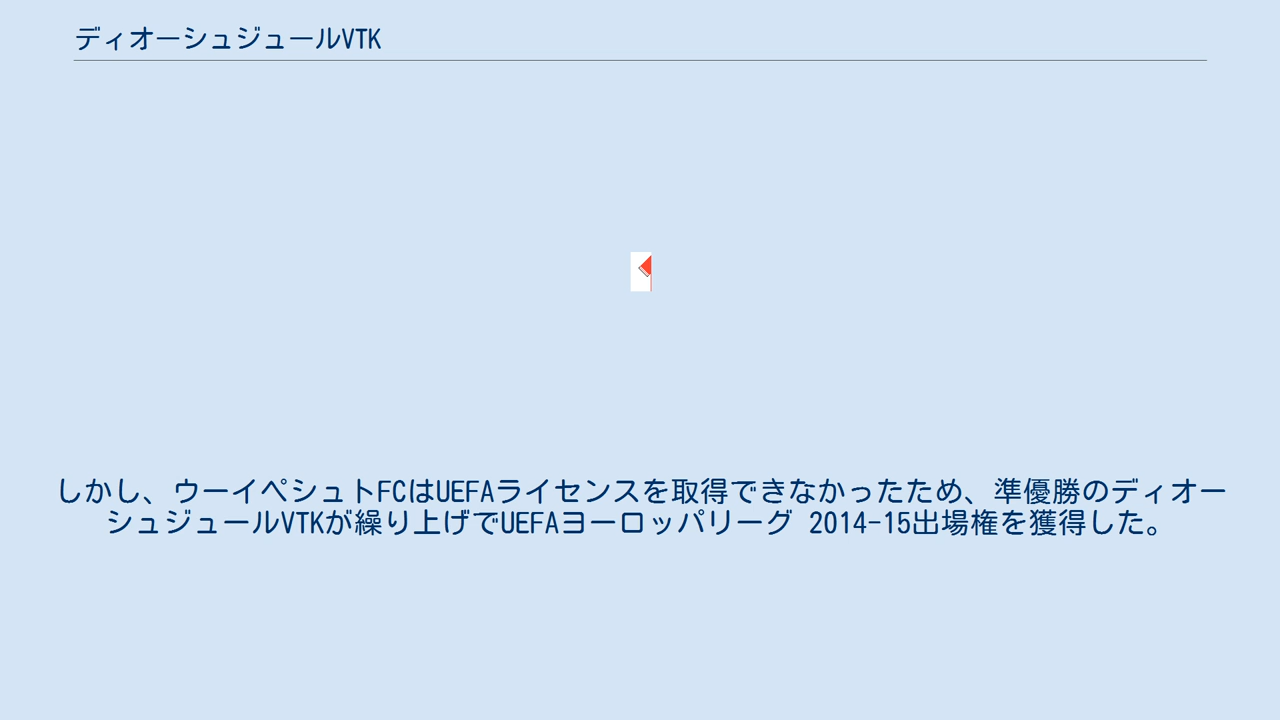 ディオーシュジュールVTK
しかし、ウーイペシュトFCはUEFAライセンスを取得できなかったため、準優勝のディオー
シュジュールVTKが繰り上げでUEFAヨーロッパリーグ 2014-15出場権を獲得した。